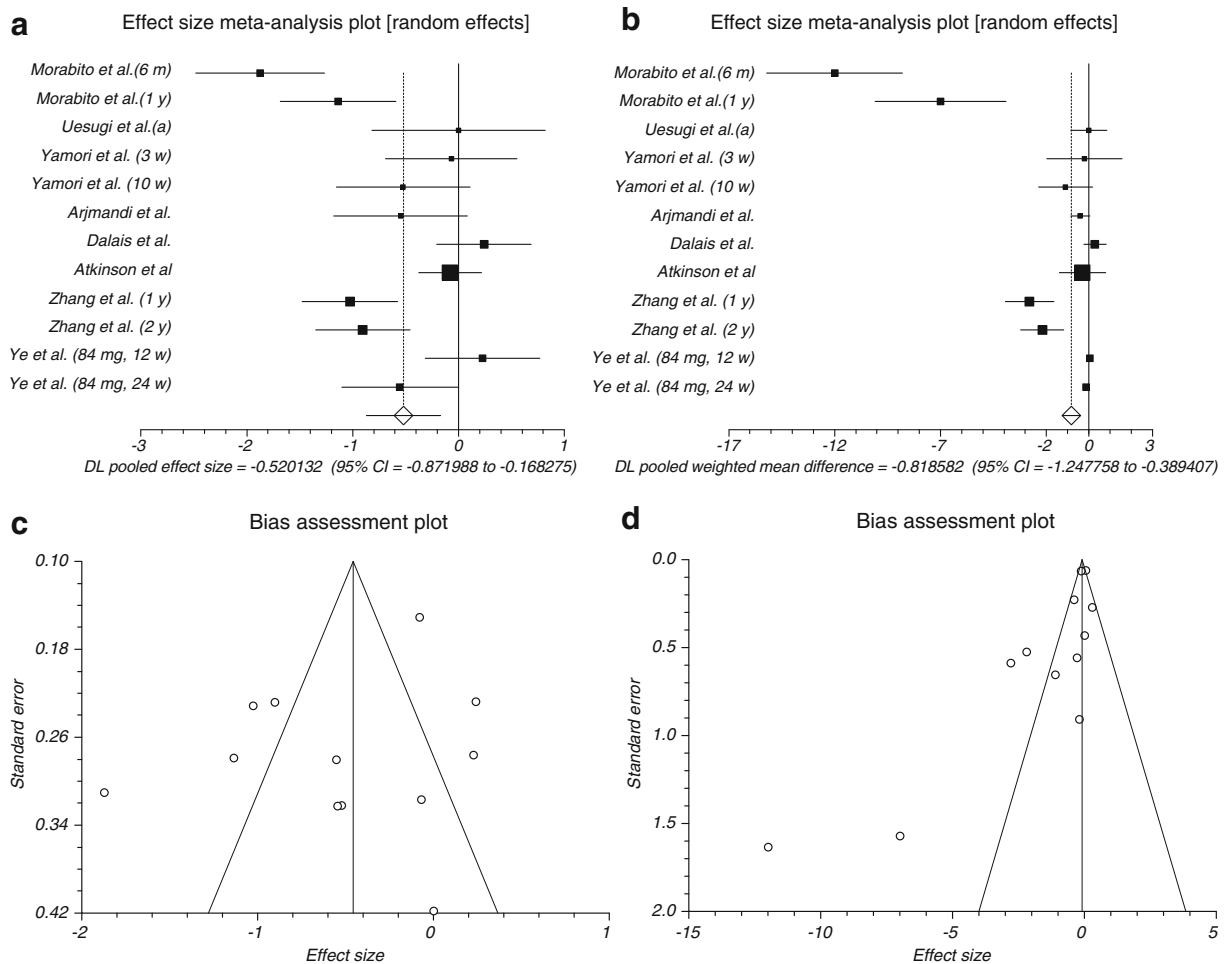 a
Effect size meta-analysis plot [random effects]
Morabito et al.(6 m)
Morabito et al.(1 y)
Uesugi et al.(a)
Yamori et al. (3 w)
Yamori et al. (10 w)
Arjmandi et al.
Dalais et al.
Atkinson et al
Zhang et al. (1 y)
Zhang et al. (2 y)
Ye et al. (84 mg, 12 w)
Ye et al. (84 mg, 24 w)
-3 -2 -1 0 1
DL pooled effect size = -0.520132 (95% CI = -0.871988 to -0.168275)
b
Effect size meta-analysis plot [random effects]
Morabito et al.(6 m)
Morabito et al.(1 y)
Uesugi et al.(a)
Yamori et al. (3 w)
Yamori et al. (10 w)
Arjmandi et al.
Dalais et al.
Atkinson et al
Zhang et al. (1 y)
Zhang et al. (2 y)
Ye et al. (84 mg, 12 w)
Ye et al. (84 mg, 24 w)
-17 -12 -7 -2 0 3
DL pooled weighted mean difference = -0.818582 (95% CI = -1.247758 to -0.389407)
c
Bias assessment plot
Standard error
0.10
0.18
0.26
0.34
0.42
-2 -1 0 1
Effect size
d
Bias assessment plot
Standard error
0.0
0.5
1.0
1.5
2.0
-15 -10 -5 0 5
Effect size